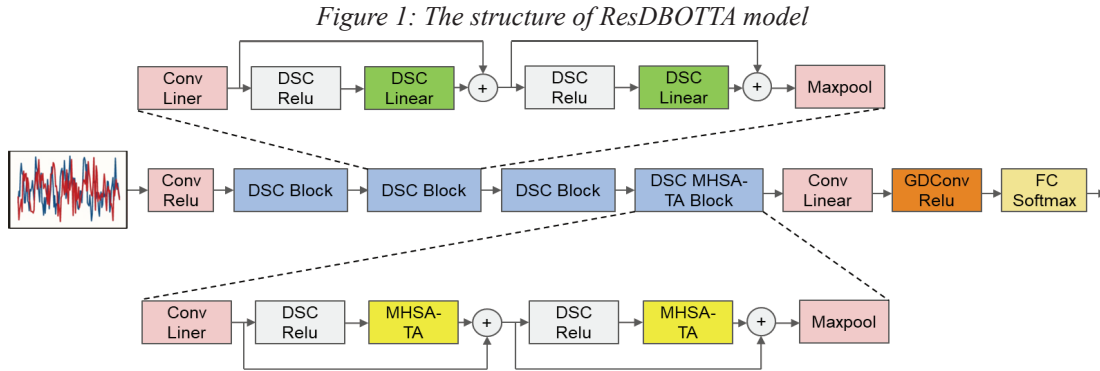 Figure 1: The structure of ResDBOTTA model
Conv
Liner
DSC
Relu
DSC
Linear
+
DSC
Relu
DSC
Linear
+
Maxpool
Conv
Relu
DSC Block
DSC Block
DSC Block
DSC MHSA-
TA Block
Conv
Linear
GDConv
Relu
FC
Softmax
Conv
Liner
DSC
Relu
MHSA-
TA
+
DSC
Relu
MHSA-
TA
+
Maxpool